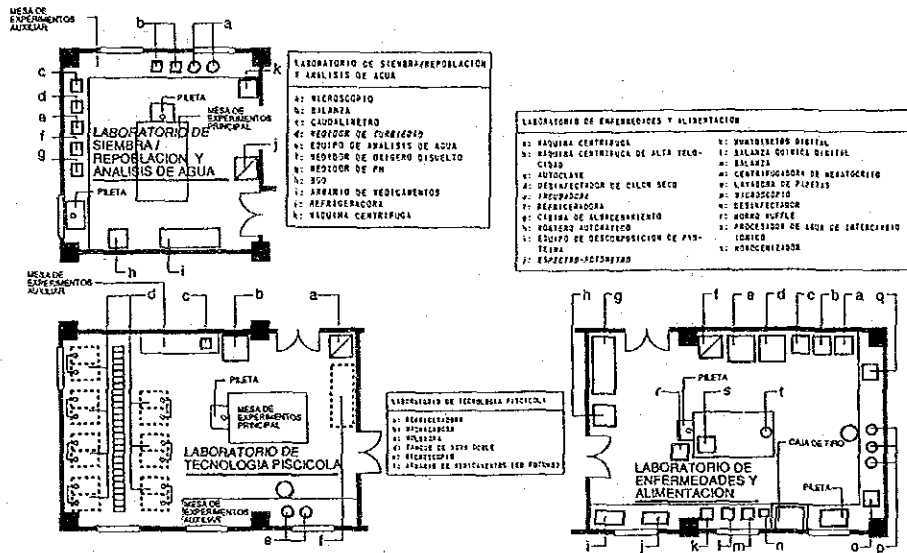 MESA DE
EXPERIMENTOS
AUXILIAR
b
a
c
d
e
f
g
k
PILETA
MESA DE
EXPERIMENTOS
PRINCIPAL
LABORATORIO DE
SIEMBRA/
REPOBLACION Y
ANALISIS DE AGUA
j
PILETA
h
i
LABORATORIO DE SIEMBRA/REPOBLACIÓN
Y ANALISIS DE AGUA
a: MICROSCOPIO
b: BALANZA
c: CAUDALIMETRO
d: MEDIDOR DE TURBIEDAD
e: EQUIPO DE ANALISIS DE AGUA
f: MEDIDOR DE OXIGENO DISUELTO
g: MEDIDOR DE PH
h:
i: ARMARIO DE MEDICAMENTOS
j: REFRIGERADORA
k: MAQUINA CENTRIFUGA
LABORATORIO DE ENFERMEDADES Y ALIMENTACIÓN
a: MAQUINA CENTRIFUGA
b: MAQUINA CENTRIFUGA DE ALTA VELO-
CIDAD
c: AUTOCLAVE
d: DESINFECTADOR DE CALOR SECO
e: INCUBADORA
f: REFRIGERADORA
g: CABINA DE ALMACENAMIENTO
h: AUTOMATICO
i: EQUIPO DE DESCOMPOSICION DE PRO-
TEINA
j: ESPECTRO-FOTOMETRO
DIGITAL
l: BALANZA QUIMICA DIGITAL
m: BALANZA
CENTRIFUGADORA DE HEMATOCRITO
LAVADORA DE PIPETAS
MICROSCOPIO
DESINFECTADOR
HORNO MUFFLE
PROCESADOR DE AGUA DE INTERCAMBIO
IONICO
HOMOGENIZADOR
MESA DE
EXPERIMENTOS
AUXILIAR
d
c
b
a
PILETA
MESA DE
EXPERIMENTOS
PRINCIPAL
LABORATORIO DE
TECNOLOGIA PISCICOLA
MESA DE
EXPERIMENTOS
AUXILIAR
e
f
LABORATORIO DE TECNOLOGIA PISCICOLA
a: REFRIGERADORA
b: INCUBADORA
c: BALANZA
d: TANQUE DE DOBLE
e: MICROSCOPIO
f: ARMARIO DE MEDICAMENTOS
h
g
f
e
d
c
b
a
q
r
PILETA
s
t
CAJA DE TIRO
LABORATORIO DE
ENFERMEDADES Y
ALIMENTACION
PILETA
i
j
k
l
m
n
o
p